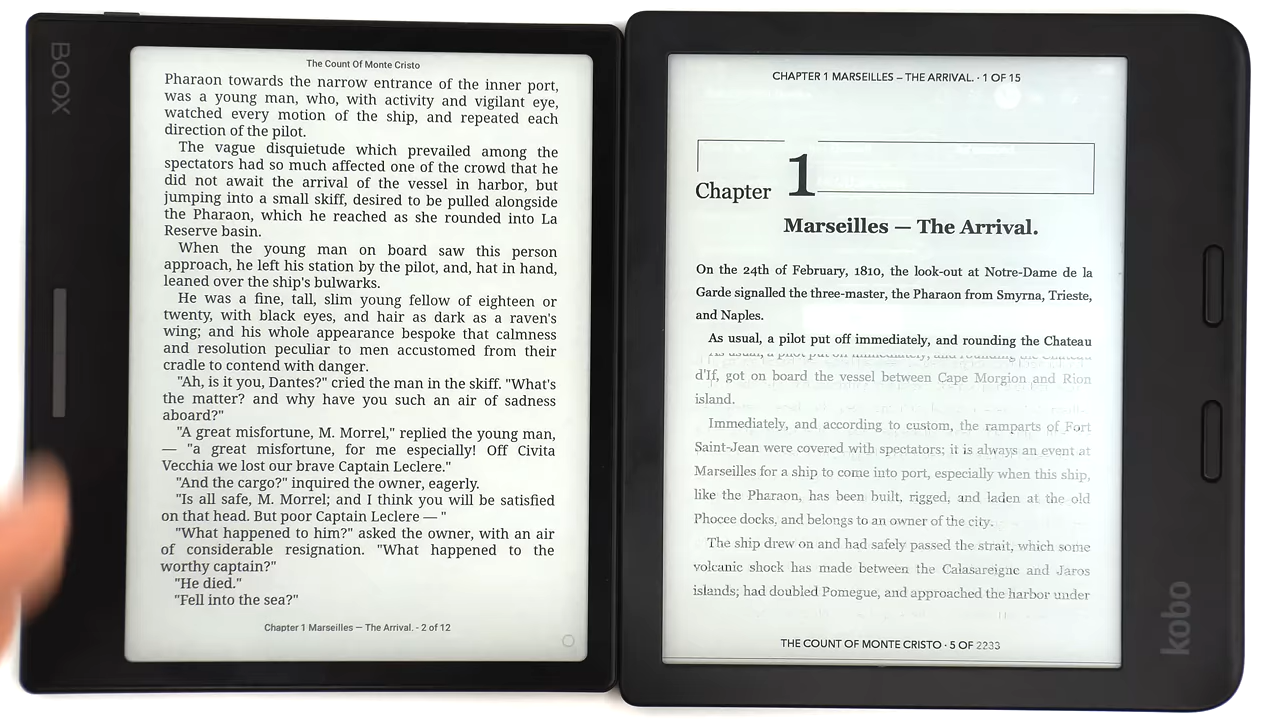 BOOX
The Count Of Monte Cristo
Pharaon towards the narrow entrance of the inner port,
was a young man, who, with activity and vigilant eye,
watched every motion of the ship, and repeated each
direction of the pilot.
The vague disquietude which prevailed among the
spectators had so much affected one of the crowd that he
did not await the arrival of the vessel in harbor, but
jumping into a small skiff, desired to be pulled alongside
the Pharaon, which he reached as she rounded into La
Reserve basin.
When the young man on board saw this person
approach, he left his station by the pilot, and, hat in hand,
leaned over the ship's bulwarks.
He was a fine, tall, slim young fellow of eighteen or
twenty, with black eyes, and hair as dark as a raven's
wing; and his whole appearance bespoke that calmness
and resolution peculiar to men accustomed from their
cradle to contend with danger.
"Ah, is it you, Dantes?" cried the man in the skiff. "What's
the matter? and why have you such an air of sadness
aboard?"
"A great misfortune, M. Morrel," replied the young man,
— "a great misfortune, for me especially! Off Civita
Vecchia we lost our brave Captain Leclere."
"And the cargo?" inquired the owner, eagerly.
"Is all safe, M. Morrel; and I think you will be satisfied
on that head. But poor Captain Leclere — "
"What happened to him?" asked the owner, with an air
of considerable resignation. "What happened to the
worthy captain?"
"He died."
"Fell into the sea?"
Chapter 1 Marseilles — The Arrival. - 2 of 12
CHAPTER 1 MARSEILLES – THE ARRIVAL. · 1 OF 15
Chapter 1
Marseilles — The Arrival.
On the 24th of February, 1810, the look-out at Notre-Dame de la
Garde signalled the three-master, the Pharaon from Smyrna, Trieste,
and Naples.
As usual, a pilot put off immediately, and rounding the Chateau
As usual, a pilot put off immediately, and rounding the Chateau
d'If, got on board the vessel between Cape Morgion and Rion
island.
Immediately, and according to custom, the ramparts of Fort
Saint-Jean were covered with spectators; it is always an event at
Marseilles for a ship to come into port, especially when this ship,
like the Pharaon, has been built, rigged, and laden at the old
Phocee docks, and belongs to an owner of the city.
The ship drew on and had safely passed the strait, which some
volcanic shock has made between the Calasareigne and Jaros
islands; had doubled Pomegue, and approached the harbor under
THE COUNT OF MONTE CRISTO · 5 OF 2233
kobo